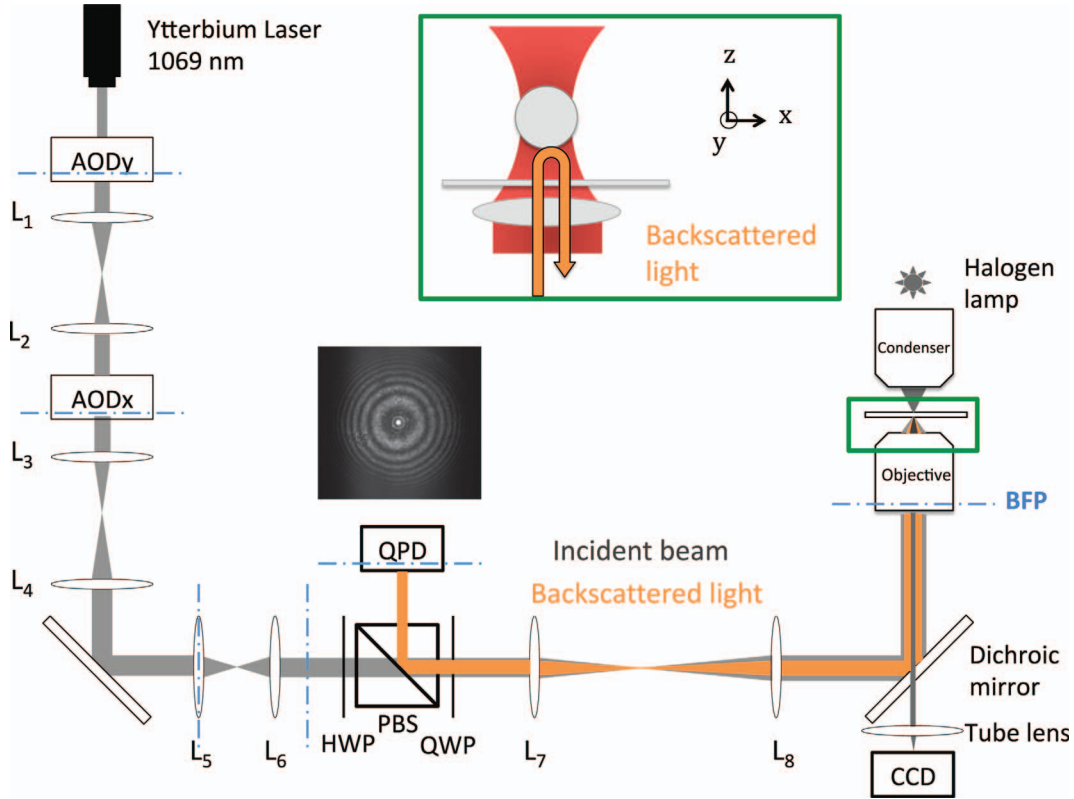 Ytterbium Laser
1069 nm
AODy
L1
L2
AODx
L3
L4
L5
L6
HWP
PBS
QWP
QPD
L7
L8
Incident beam
Backscattered light
z
x
y
Backscattered
light
Halogen
lamp
Condenser
Objective
BFP
Dichroic
mirror
Tube lens
CCD